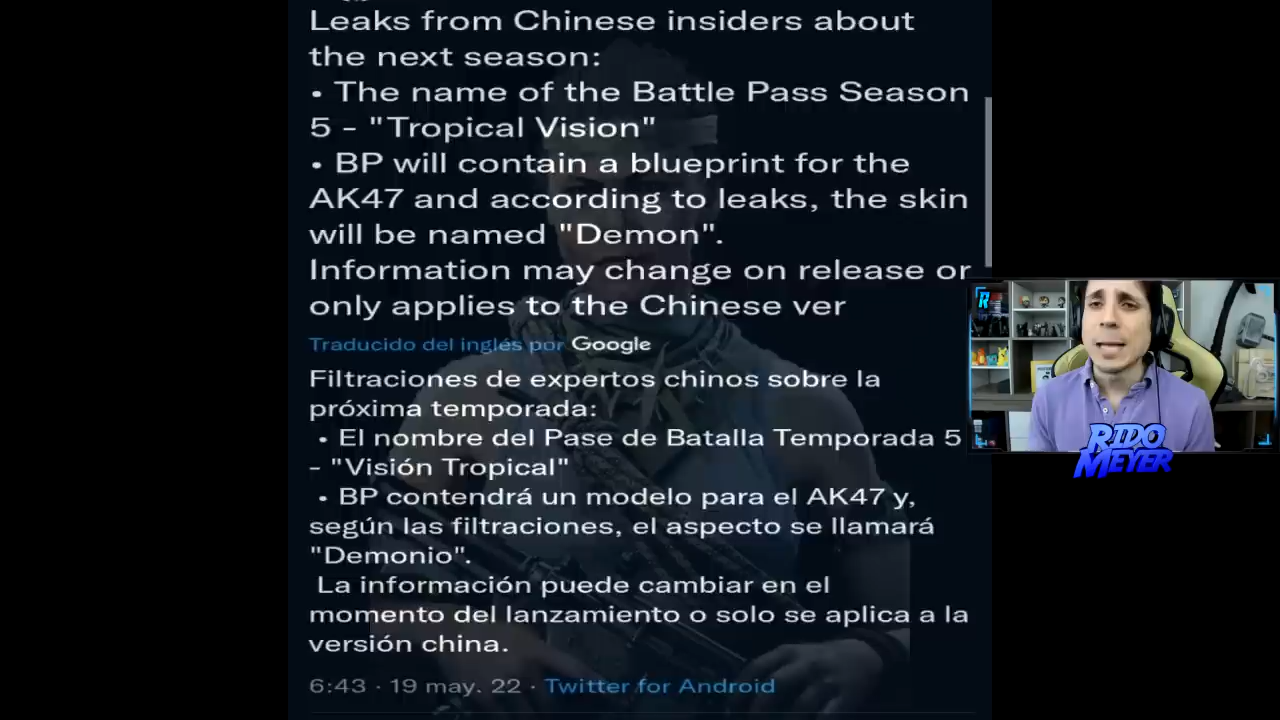 Leaks from Chinese insiders about
the next season:
• The name of the Battle Pass Season
5 - "Tropical Vision"
• BP will contain a blueprint for the
AK47 and according to leaks, the skin
will be named "Demon".
Information may change on release or
only applies to the Chinese ver
Traducido del inglés por Google
Filtraciones de expertos chinos sobre la
próxima temporada:
• El nombre del Pase de Batalla Temporada 5
- "Visión Tropical"
• BP contendrá un modelo para el AK47 y,
según las filtraciones, el aspecto se llamará
"Demonio".
La información puede cambiar en el
momento del lanzamiento o solo se aplica a la
versión china.
6:43 · 19 may. 22 · Twitter for Android
R
RIDO
MEYER